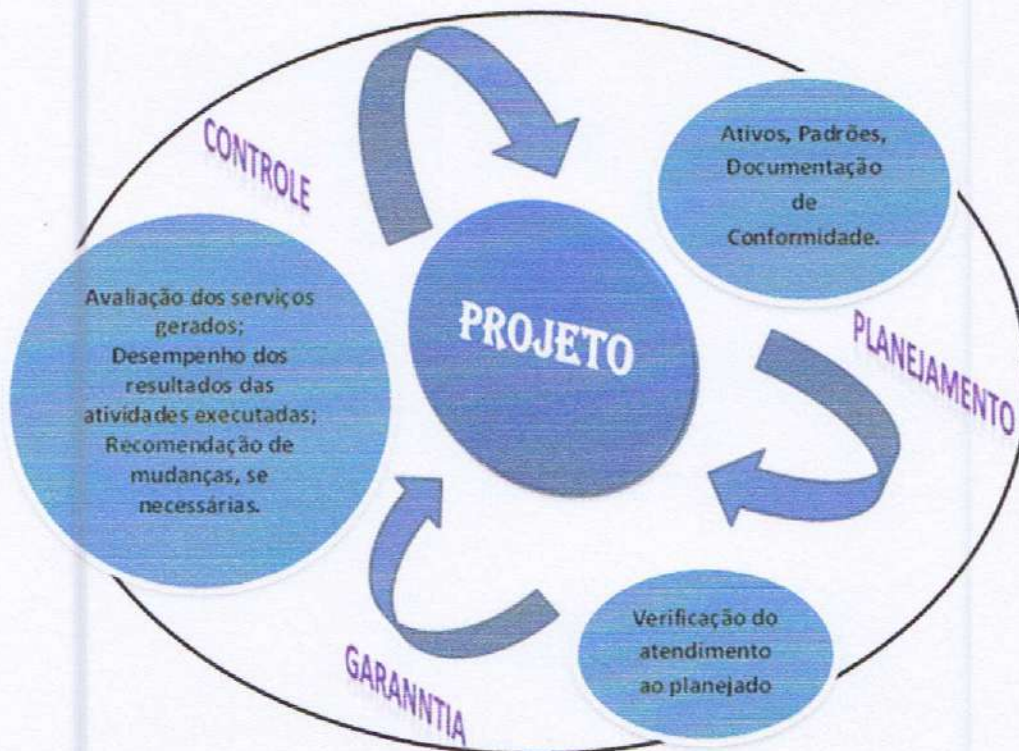 CONTROLE
Ativos, Padrões,
Documentação
de
Conformidade.
Avaliação dos serviços
gerados;
Desempenho dos
resultados das
atividades executadas;
Recomendação de
mudanças, se
necessárias.
PROJETO
PLANEJAMENTO
GARANNTIA
Verificação do
atendimento
ao planejado